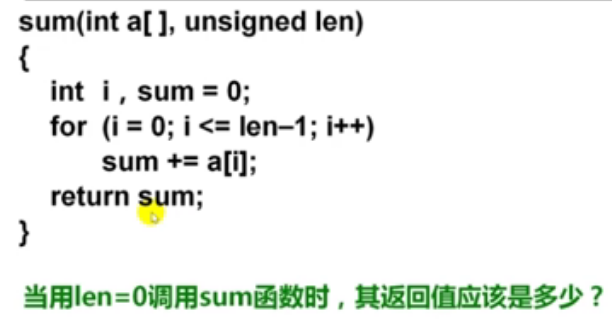 sum(int a[ ], unsigned len)
{
int i , sum = 0;
for (i = 0; i <= len–1; i++)
sum += a[i];
return sum;
}
当用len=0调用sum函数时，其返回值应该是多少？